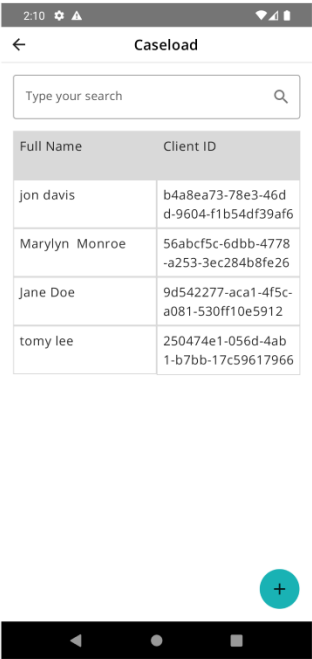 2:10
Caseload
Type your search
Full Name Client ID
jon davis b4a8ea73-78e3-46d
d-9604-f1b54df39af6
Marylyn  Monroe 56abcf5c-6dbb-4778
-a253-3ec284b8fe26
Jane Doe 9d542277-aca1-4f5c-
a081-530ff10e5912
tomy lee 250474e1-056d-4ab
1-b7bb-17c59617966